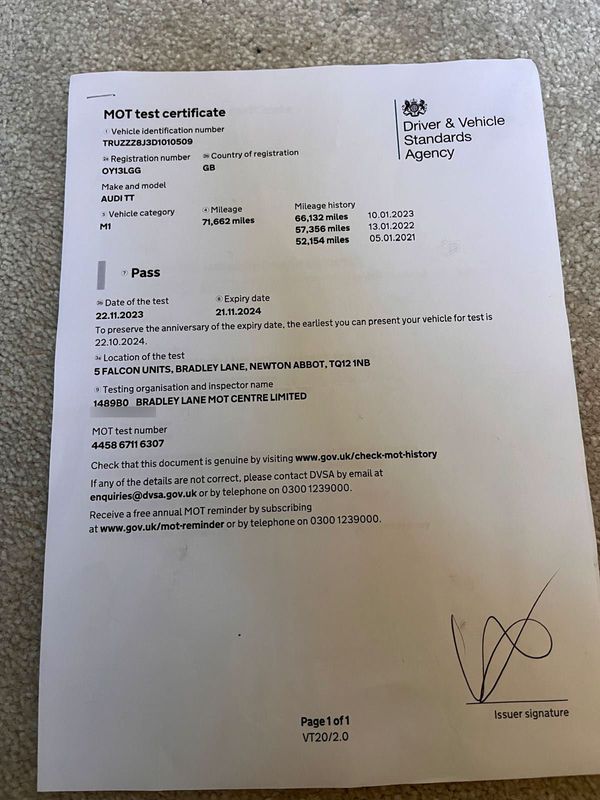 MOT test certificate
Driver & Vehicle
Standards
Agency
1 Vehicle identification number
TRUZZZ8J3D1010509
2a Registration number
2b Country of registration
OY13LGG
GB
Make and model
AUDI TT
3 Vehicle category
4 Mileage
Mileage history
M1
71,662 miles
66,132 miles 10.01.2023
57,356 miles 13.01.2022
52,154 miles 05.01.2021
7 Pass
Date of the test
Expiry date
22.11.2023
21.11.2024
To preserve the anniversary of the expiry date, the earliest you can present your vehicle for test is
22.10.2024.
Location of the test
5 FALCON UNITS, BRADLEY LANE, NEWTON ABBOT, TQ12 1NB
9 Testing organisation and inspector name
1489B0 BRADLEY LANE MOT CENTRE LIMITED
MOT test number
4458 6711 6307
Check that this document is genuine by visiting www.gov.uk/check-mot-history
If any of the details are not correct, please contact DVSA by email at
enquiries@dvsa.gov.uk or by telephone on 0300 1239000.
Receive a free annual MOT reminder by subscribing
at www.gov.uk/mot-reminder or by telephone on 0300 1239000.
Issuer signature
Page 1 of 1
VT20/2.0